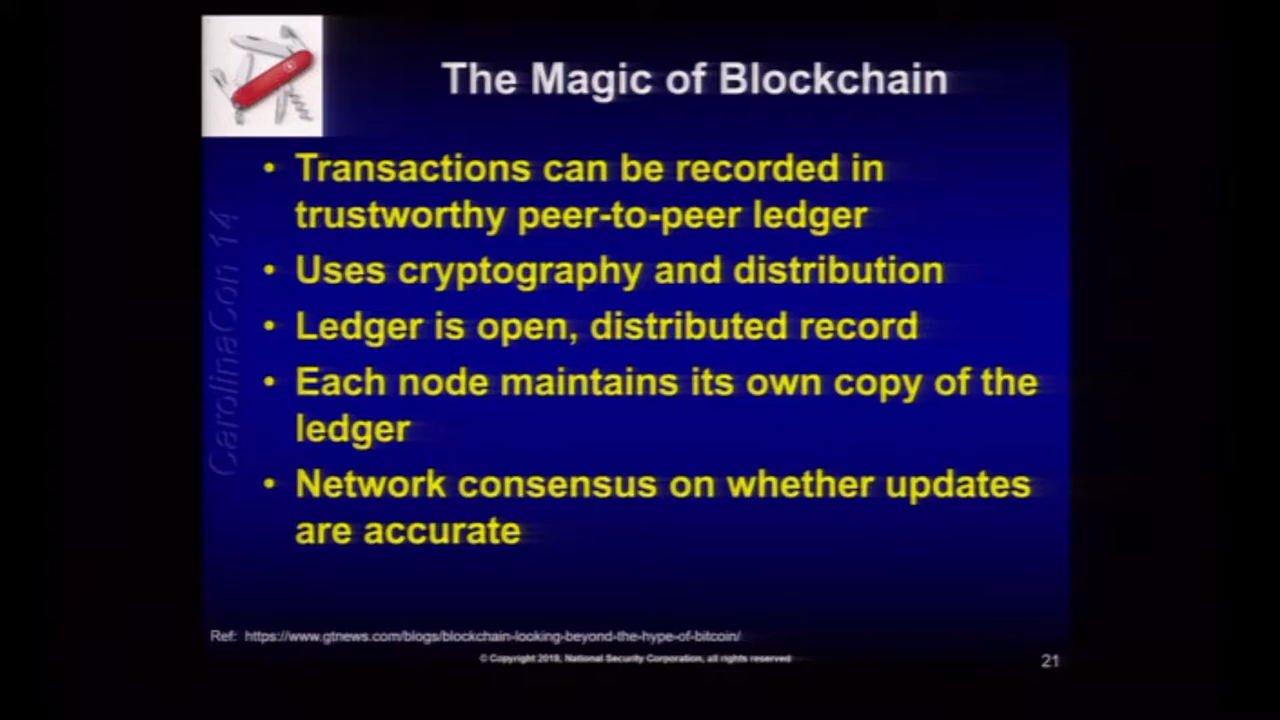 The Magic of Blockchain
• Transactions can be recorded in
trustworthy peer-to-peer ledger
• Uses cryptography and distribution
• Ledger is open, distributed record
• Each node maintains its own copy of the
ledger
• Network consensus on whether updates
are accurate
CarolinaCon 14
Ref: https://www.gtnews.com/blogs/blockchain-looking-beyond-the-hype-of-bitcoin/
© Copyright 2018, National Security Corporation, all rights reserved
21